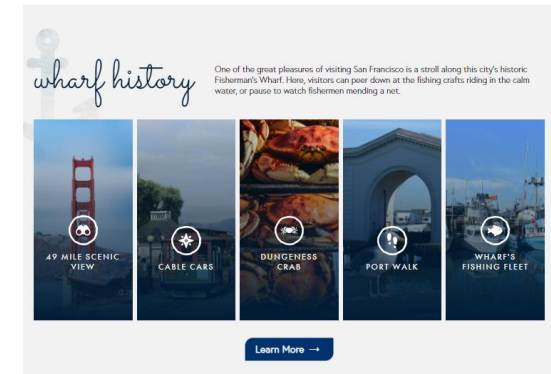 wharf history
One of the great pleasures of visiting San Francisco is a stroll along this city's historic
Fisherman's Wharf. Here, visitors can peer down at the fishing crafts riding in the calm
water, or pause to watch fishermen mending a net.
49 MILE SCENIC
VIEW
CABLE CARS
DUNGENESS
CRAB
PORT WALK
WHARF'S
FISHING FLEET
Learn More →